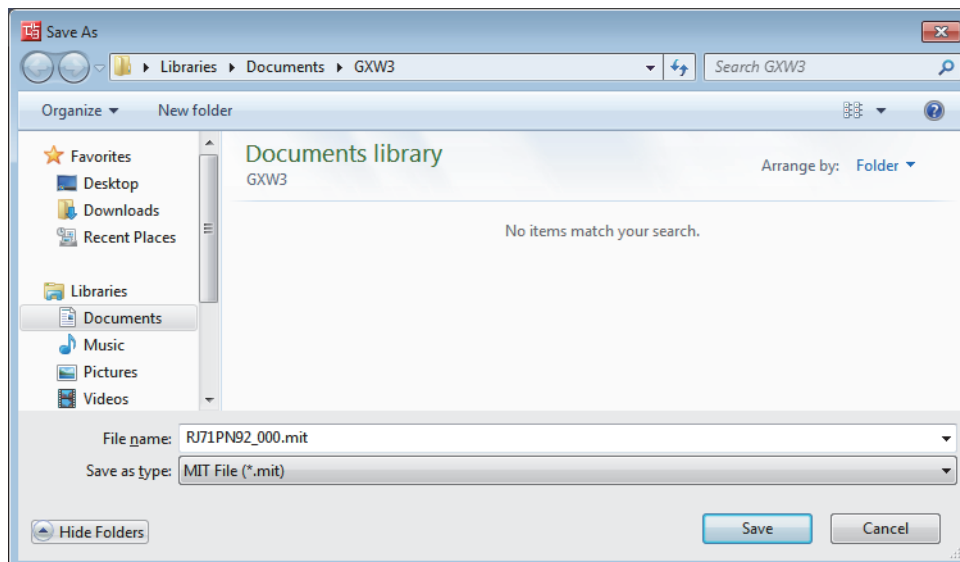 Save As
Libraries Documents GXW3 Search GXW3
Organize New folder
Favorites
Desktop
Downloads
Recent Places
Libraries
Documents
Music
Pictures
Videos
Documents library
GXW3
Arrange by: Folder
No items match your search.
File name: RJ71PN92_000.mit
Save as type: MIT File (*.mit)
Hide Folders Save Cancel